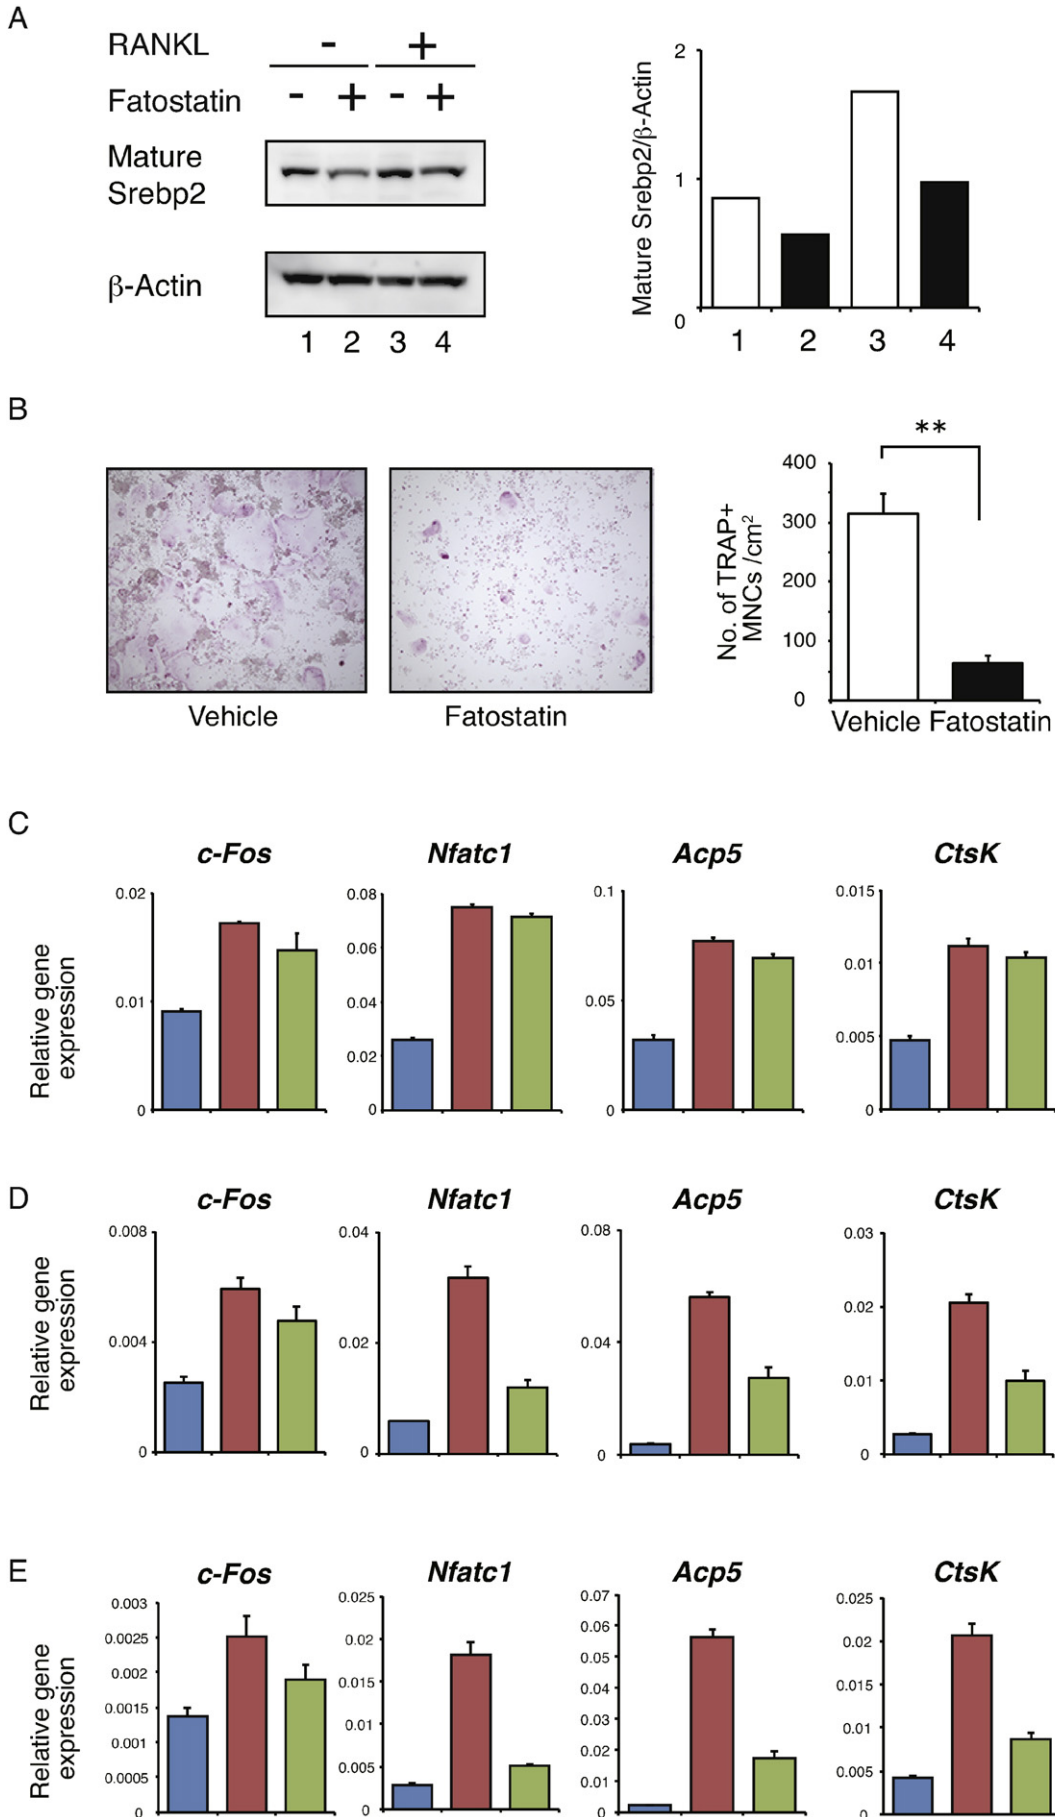 A
RANKL - +
Fatostatin - + - +
Mature
Srebp2
β-Actin
1 2 3 4
Mature Srebp2/β-Actin
2
1
0
1 2 3 4
B
Vehicle
Fatostatin
No. of TRAP+
MNCs /cm²
**
400
300
200
100
0
Vehicle Fatostatin
C
Relative gene
expression
c-Fos
0.02
0.01
0
Nfatc1
0.08
0.06
0.04
0.02
0
Acp5
0.1
0.05
0
CtsK
0.015
0.01
0.005
0
D
Relative gene
expression
c-Fos
0.008
0.004
0
Nfatc1
0.04
0.02
0
Acp5
0.08
0.04
0
CtsK
0.03
0.02
0.01
0
E
Relative gene
expression
c-Fos
0.003
0.0025
0.002
0.0015
0.001
0.0005
0
Nfatc1
0.025
0.02
0.015
0.01
0.005
0
Acp5
0.07
0.06
0.05
0.04
0.03
0.02
0.01
0
CtsK
0.025
0.02
0.015
0.01
0.005
0